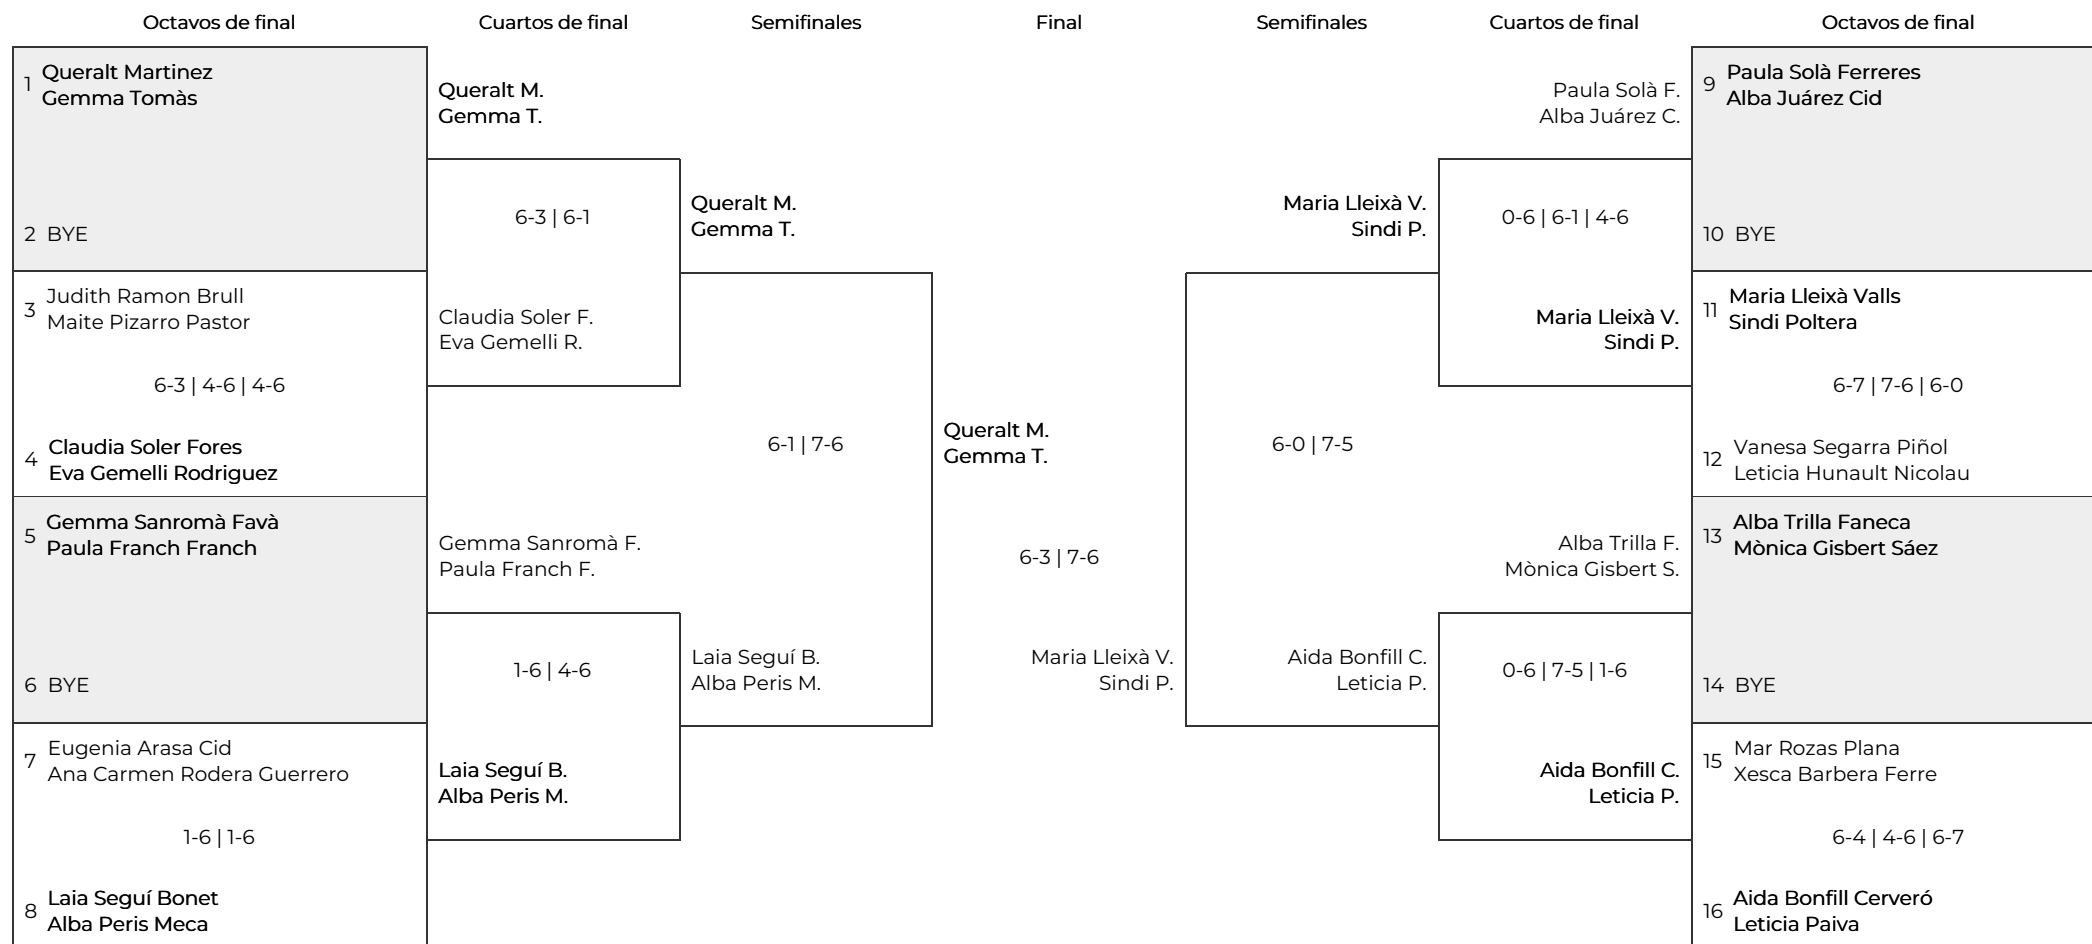 Octavos de final
Cuartos de final
Semifinales
Final
Semifinales
Cuartos de final
Octavos de final
1 Queralt Martinez
Gemma Tomàs
2 BYE
3 Judith Ramon Brull
Maite Pizarro Pastor
6-3 | 4-6 | 4-6
4 Claudia Soler Fores
Eva Gemelli Rodriguez
5 Gemma Sanromà Favà
Paula Franch Franch
6 BYE
7 Eugenia Arasa Cid
Ana Carmen Rodera Guerrero
1-6 | 1-6
8 Laia Seguí Bonet
Alba Peris Meca
Queralt M.
Gemma T.
6-3 | 6-1
Claudia Soler F.
Eva Gemelli R.
Gemma Sanromà F.
Paula Franch F.
1-6 | 4-6
Laia Seguí B.
Alba Peris M.
Queralt M.
Gemma T.
6-1 | 7-6
Laia Seguí B.
Alba Peris M.
Queralt M.
Gemma T.
6-3 | 7-6
Maria Lleixà V.
Sindi P.
Maria Lleixà V.
Sindi P.
6-0 | 7-5
Aida Bonfill C.
Leticia P.
Paula Solà F.
Alba Juárez C.
0-6 | 6-1 | 4-6
Maria Lleixà V.
Sindi P.
Alba Trilla F.
Mònica Gisbert S.
0-6 | 7-5 | 1-6
Aida Bonfill C.
Leticia P.
9 Paula Solà Ferreres
Alba Juárez Cid
10 BYE
11 Maria Lleixà Valls
Sindi Poltera
6-7 | 7-6 | 6-0
12 Vanesa Segarra Piñol
Leticia Hunault Nicolau
13 Alba Trilla Faneca
Mònica Gisbert Sáez
14 BYE
15 Mar Rozas Plana
Xesca Barbera Ferre
6-4 | 4-6 | 6-7
16 Aida Bonfill Cerveró
Leticia Paiva